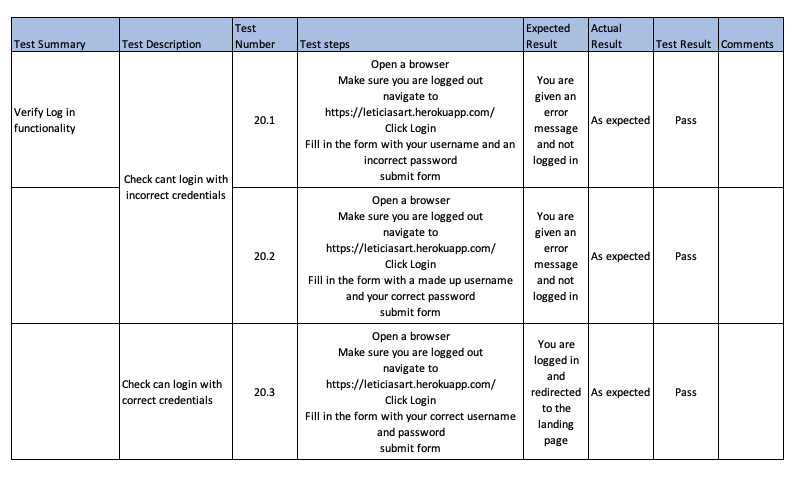 Test Summary
Test Description
Test
Number
Test steps
Expected
Result
Actual
Result
Test Result
Comments
Verify Log in
functionality
Check cant login with
incorrect credentials
20.1
Open a browser
Make sure you are logged out
navigate to
https://leticiasart.herokuapp.com/
Click Login
Fill in the form with your username and an
incorrect password
submit form
You are
given an
error
message
and not
logged in
As expected
Pass
20.2
Open a browser
Make sure you are logged out
navigate to
https://leticiasart.herokuapp.com/
Click Login
Fill in the form with a made up username
and your correct password
submit form
You are
given an
error
message
and not
logged in
As expected
Pass
Check can login with
correct credentials
20.3
Open a browser
Make sure you are logged out
navigate to
https://leticiasart.herokuapp.com/
Click Login
Fill in the form with your correct username
and password
submit form
You are
logged in
and
redirected
to the
landing
page
As expected
Pass